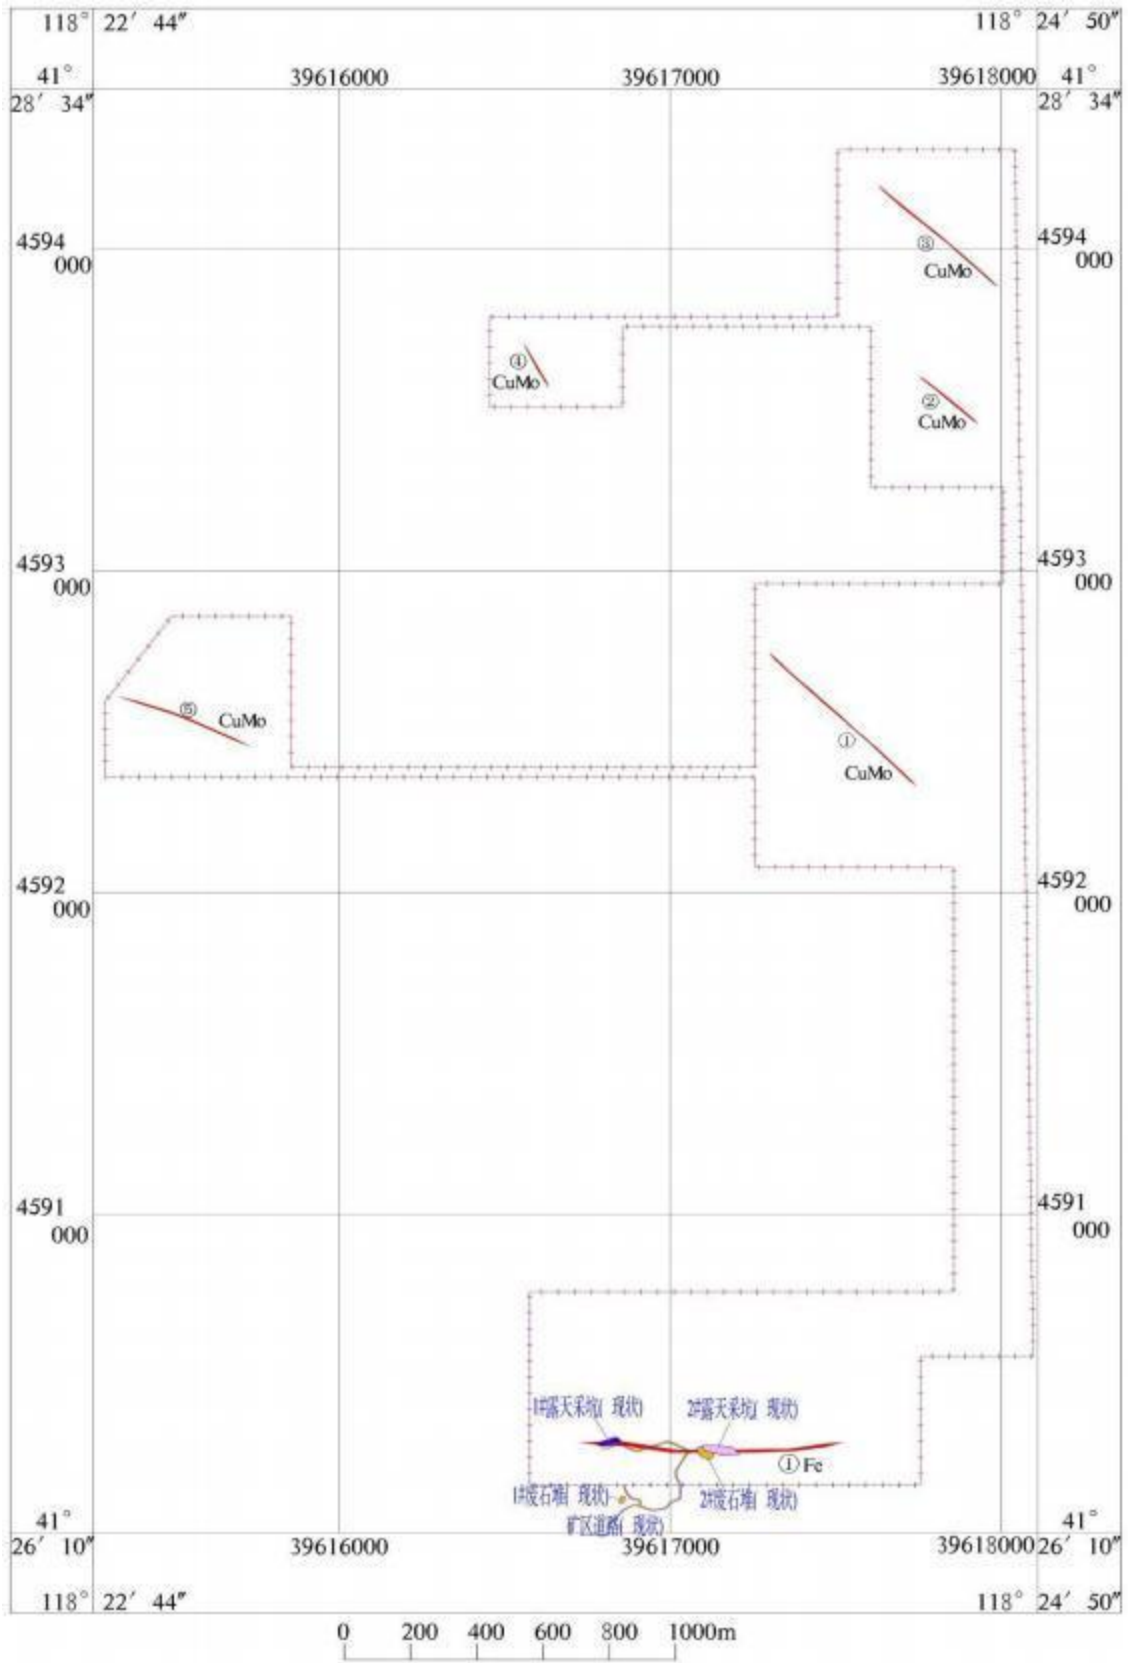 118° 22′ 44″ 118° 24′ 50″
41° 39616000 39617000 39618000 41°
28′ 34″ 28′ 34″
4594 ③ 4594
000 CuMo 000
④
CuMo
②
CuMo
4593 4593
000 000
⑤ CuMo
①
CuMo
4592 4592
000 000
4591 4591
000 000
1#露天采坑( 现状) 2#露天采坑( 现状)
① Fe
1#废石堆( 现状) 2#废石堆( 现状)
矿区道路( 现状)
41° 41°
26′ 10″ 39616000 39617000 39618000 26′ 10″
118° 22′ 44″ 118° 24′ 50″
0 200 400 600 800 1000m